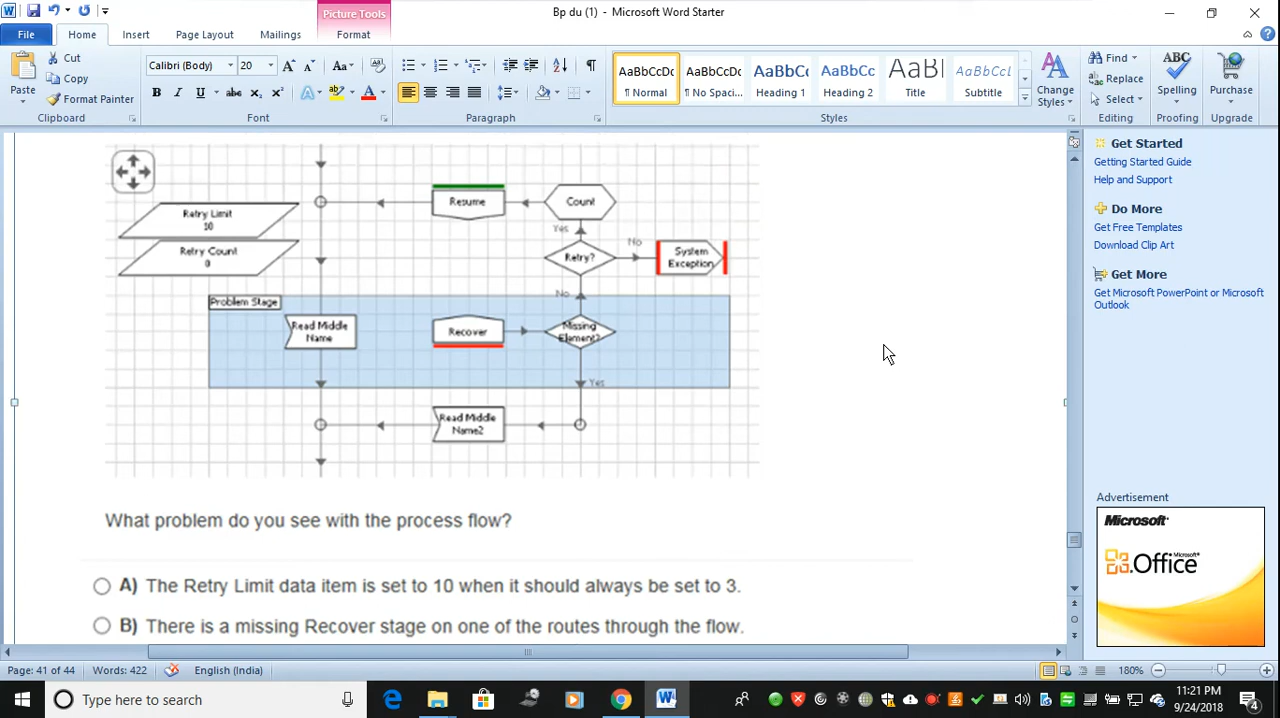 Bp du (1) - Microsoft Word Starter
Picture Tools
File Home Insert Page Layout Mailings Format
Paste
Cut
Copy
Format Painter
Clipboard
Calibri (Body) 20
Font
Paragraph
AaBbCcDc AaBbCcDc AaBbCc AaBbCc AaBl AaBbCcl
¶ Normal ¶ No Spaci... Heading 1 Heading 2 Title Subtitle
Change Styles
Styles
Find
Replace
Select
Editing
ABC
Spelling
Proofing
Purchase
Upgrade
Retry Limit
10
Retry Count
0
Resume
Count
Yes
Retry?
No
System
Exception
No
Problem Stage
Read Middle
Name
Recover
Missing
Element?
Yes
Read Middle
Name2
What problem do you see with the process flow?
A) The Retry Limit data item is set to 10 when it should always be set to 3.
B) There is a missing Recover stage on one of the routes through the flow.
Get Started
Getting Started Guide
Help and Support
Do More
Get Free Templates
Download Clip Art
Get More
Get Microsoft PowerPoint or Microsoft
Outlook
Advertisement
Microsoft®
Microsoft®
Office
Page: 41 of 44 Words: 422 English (India) 180%
Type here to search
11:21 PM
9/24/2018
4